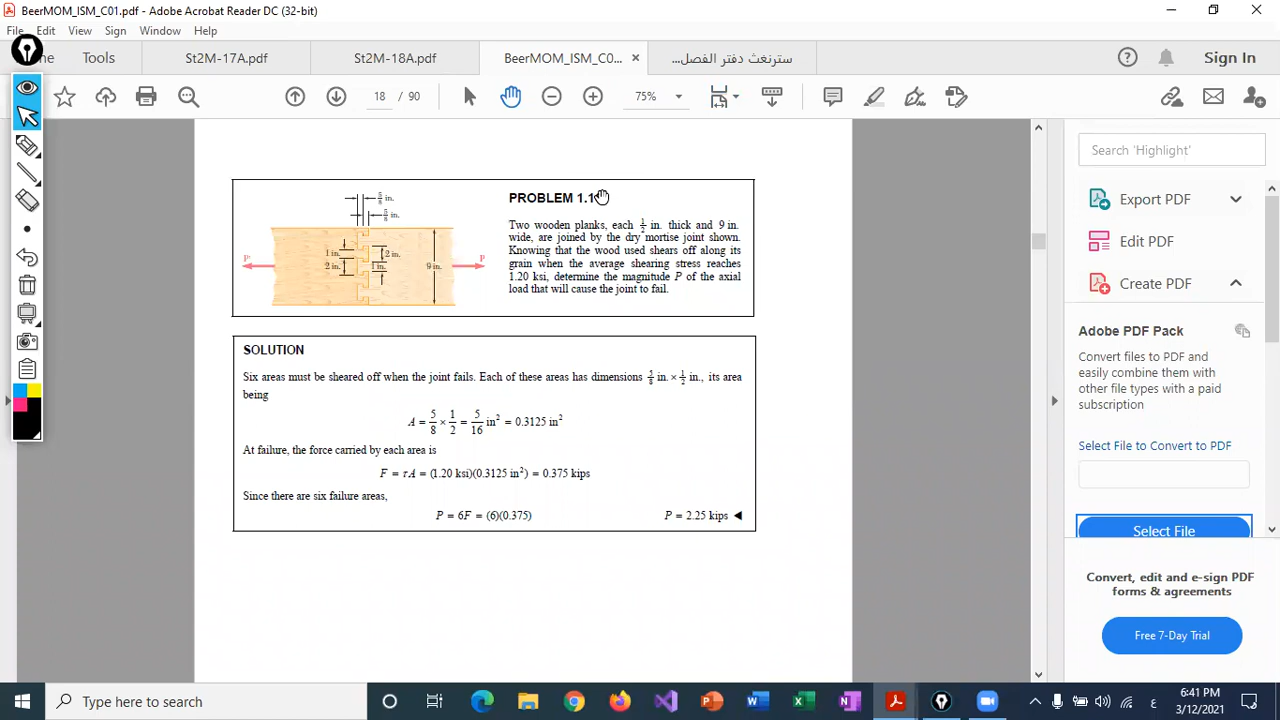 BeerMOM_ISM_C01.pdf - Adobe Acrobat Reader DC (32-bit)
File Edit View Sign Window Help
me Tools St2M-17A.pdf St2M-18A.pdf BeerMOM_ISM_C0... × سترنغث دفتر الفصل... Sign In
18 / 90 75%
PROBLEM 1.1
Two wooden planks, each 1/2 in. thick and 9 in.
wide, are joined by the dry mortise joint shown.
Knowing that the wood used shears off along its
grain when the average shearing stress reaches
1.20 ksi, determine the magnitude P of the axial
load that will cause the joint to fail.
5/8 in.
5/8 in.
1 in. 2 in.
P' 2 in. 1 in. 9 in. P
SOLUTION
Six areas must be sheared off when the joint fails. Each of these areas has dimensions 5/8 in. × 1/2 in., its area
being
A = 5/8 × 1/2 = 5/16 in² = 0.3125 in²
At failure, the force carried by each area is
F = τA = (1.20 ksi)(0.3125 in²) = 0.375 kips
Since there are six failure areas,
P = 6F = (6)(0.375) P = 2.25 kips ◄
Search 'Highlight'
Export PDF
Edit PDF
Create PDF
Adobe PDF Pack
Convert files to PDF and
easily combine them with
other file types with a paid
subscription
Select File to Convert to PDF
Select File
Convert, edit and e-sign PDF
forms & agreements
Free 7-Day Trial
Type here to search
ع 6:41 PM
3/12/2021